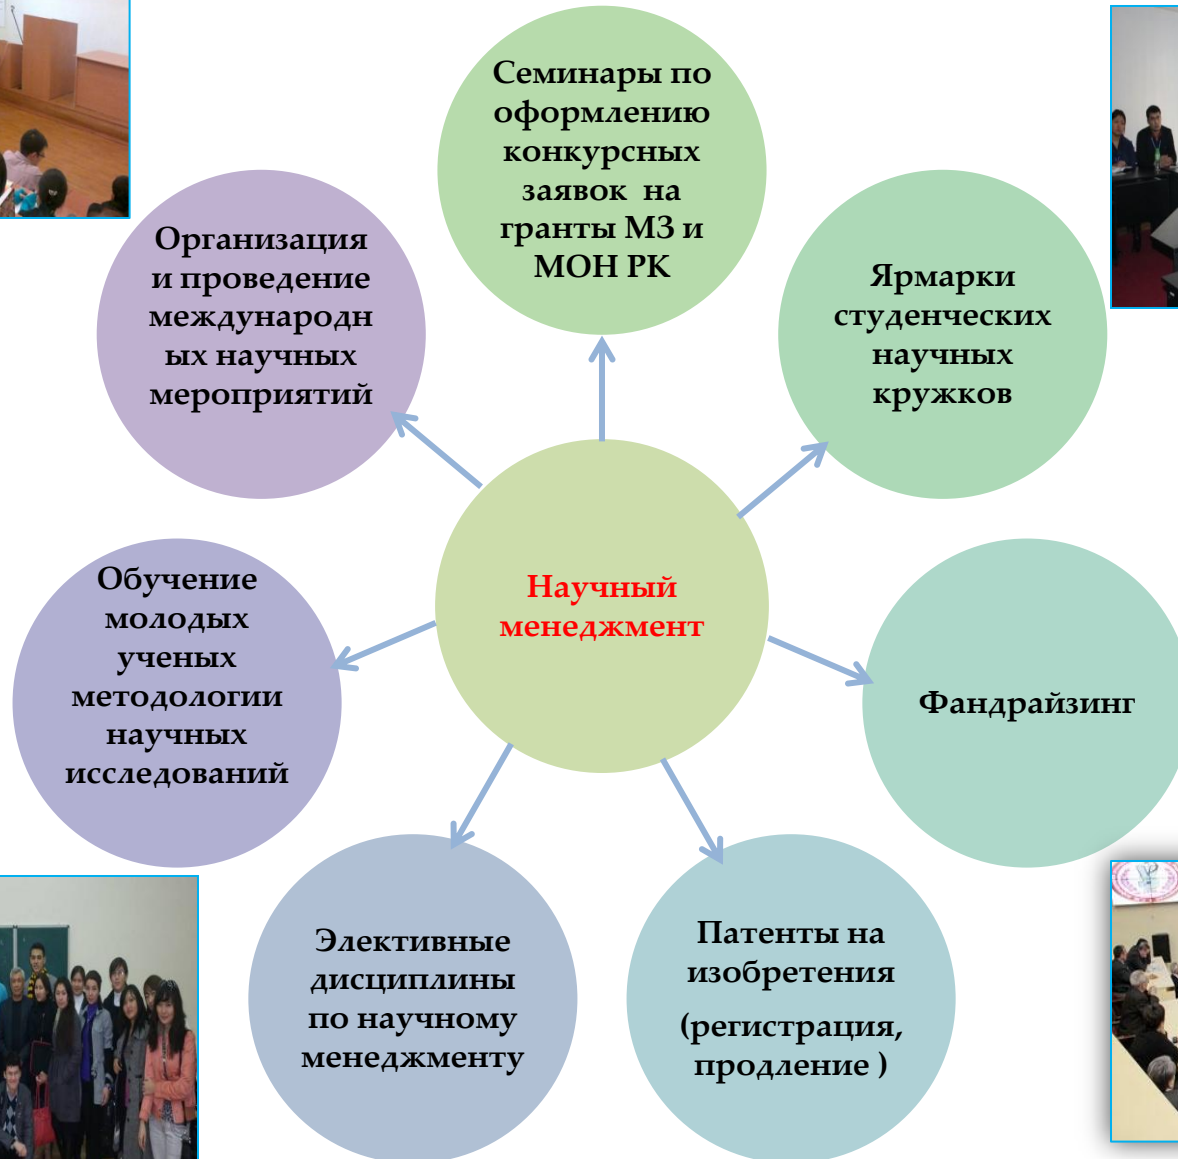 Семинары по
оформлению
конкурсных
заявок на
гранты МЗ и
МОН РК
Организация
и проведение
международн
ых научных
мероприятий
Ярмарки
студенческих
научных
кружков
Научный
менеджмент
Обучение
молодых
ученых
методологии
научных
исследований
Фандрайзинг
Элективные
дисциплины
по научному
менеджменту
Патенты на
изобретения
(регистрация,
продление )